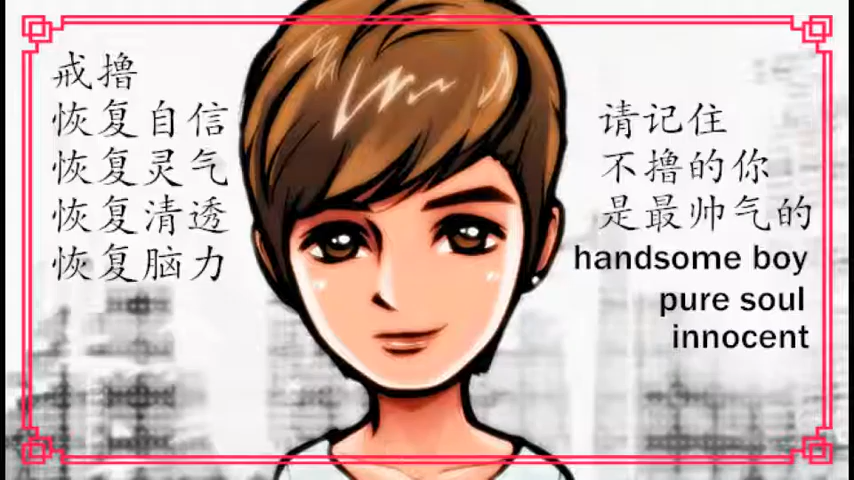 戒撸
恢复自信
恢复灵气
恢复清透
恢复脑力
请记住
不撸的你
是最帅气的
handsome boy
pure soul
innocent